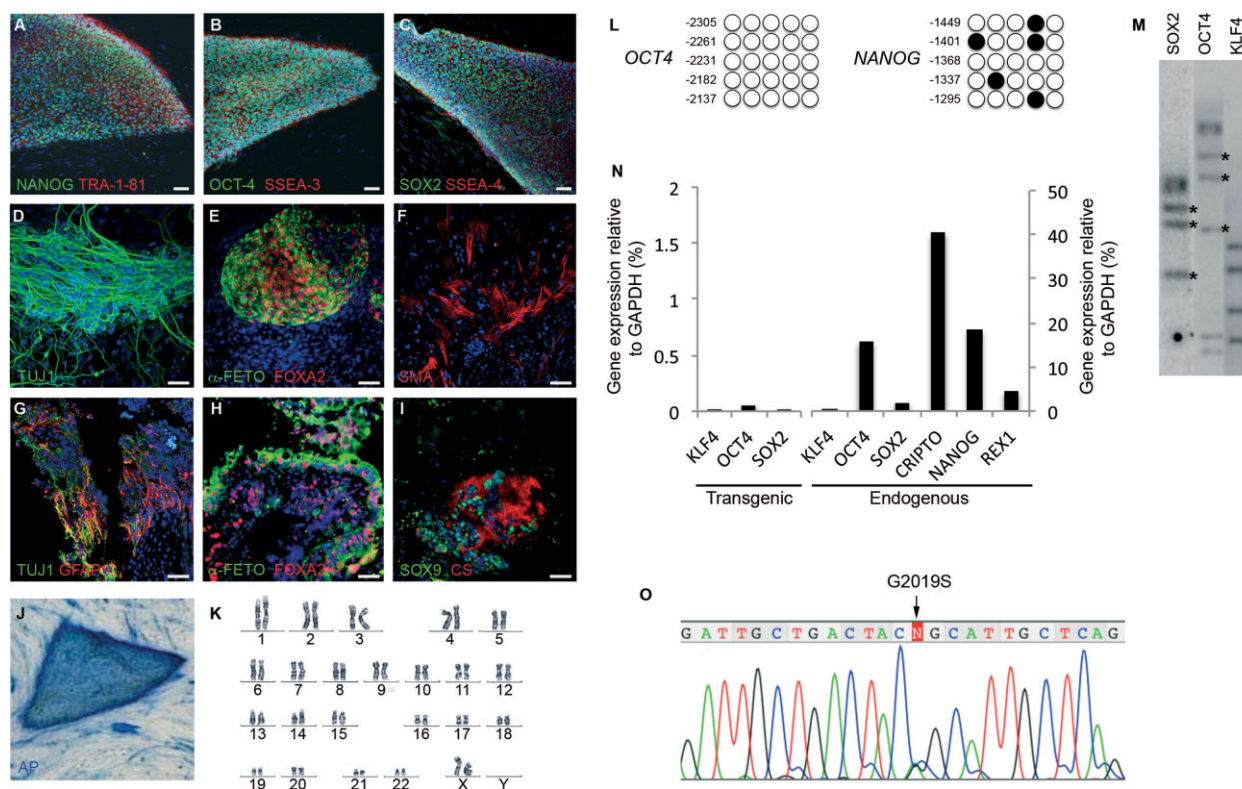 A
B
C
NANOG TRA-1-81
OCT-4 SSEA-3
SOX2 SSEA-4
D
E
F
TUJ1
α-FETO FOXA2
SMA
G
H
I
TUJ1 GFAP
α-FETO FOXA2
SOX9 CS
J
AP
K
1 2 3 4 5
6 7 8 9 10 11 12
13 14 15 16 17 18
19 20 21 22 X Y
L
OCT4
-2305
-2261
-2231
-2182
-2137
NANOG
-1449
-1401
-1368
-1337
-1295
M
SOX2
OCT4
KLF4
*
*
*
*
*
*
N
Gene expression relative
to GAPDH (%)
2
1.5
1
0.5
0
50
40
30
20
10
0
Gene expression relative
to GAPDH (%)
KLF4
OCT4
SOX2
KLF4
OCT4
SOX2
CRIPTO
NANOG
REX1
Transgenic
Endogenous
O
G2019S
GATTGCTGACTACNGCATTGCTCAG